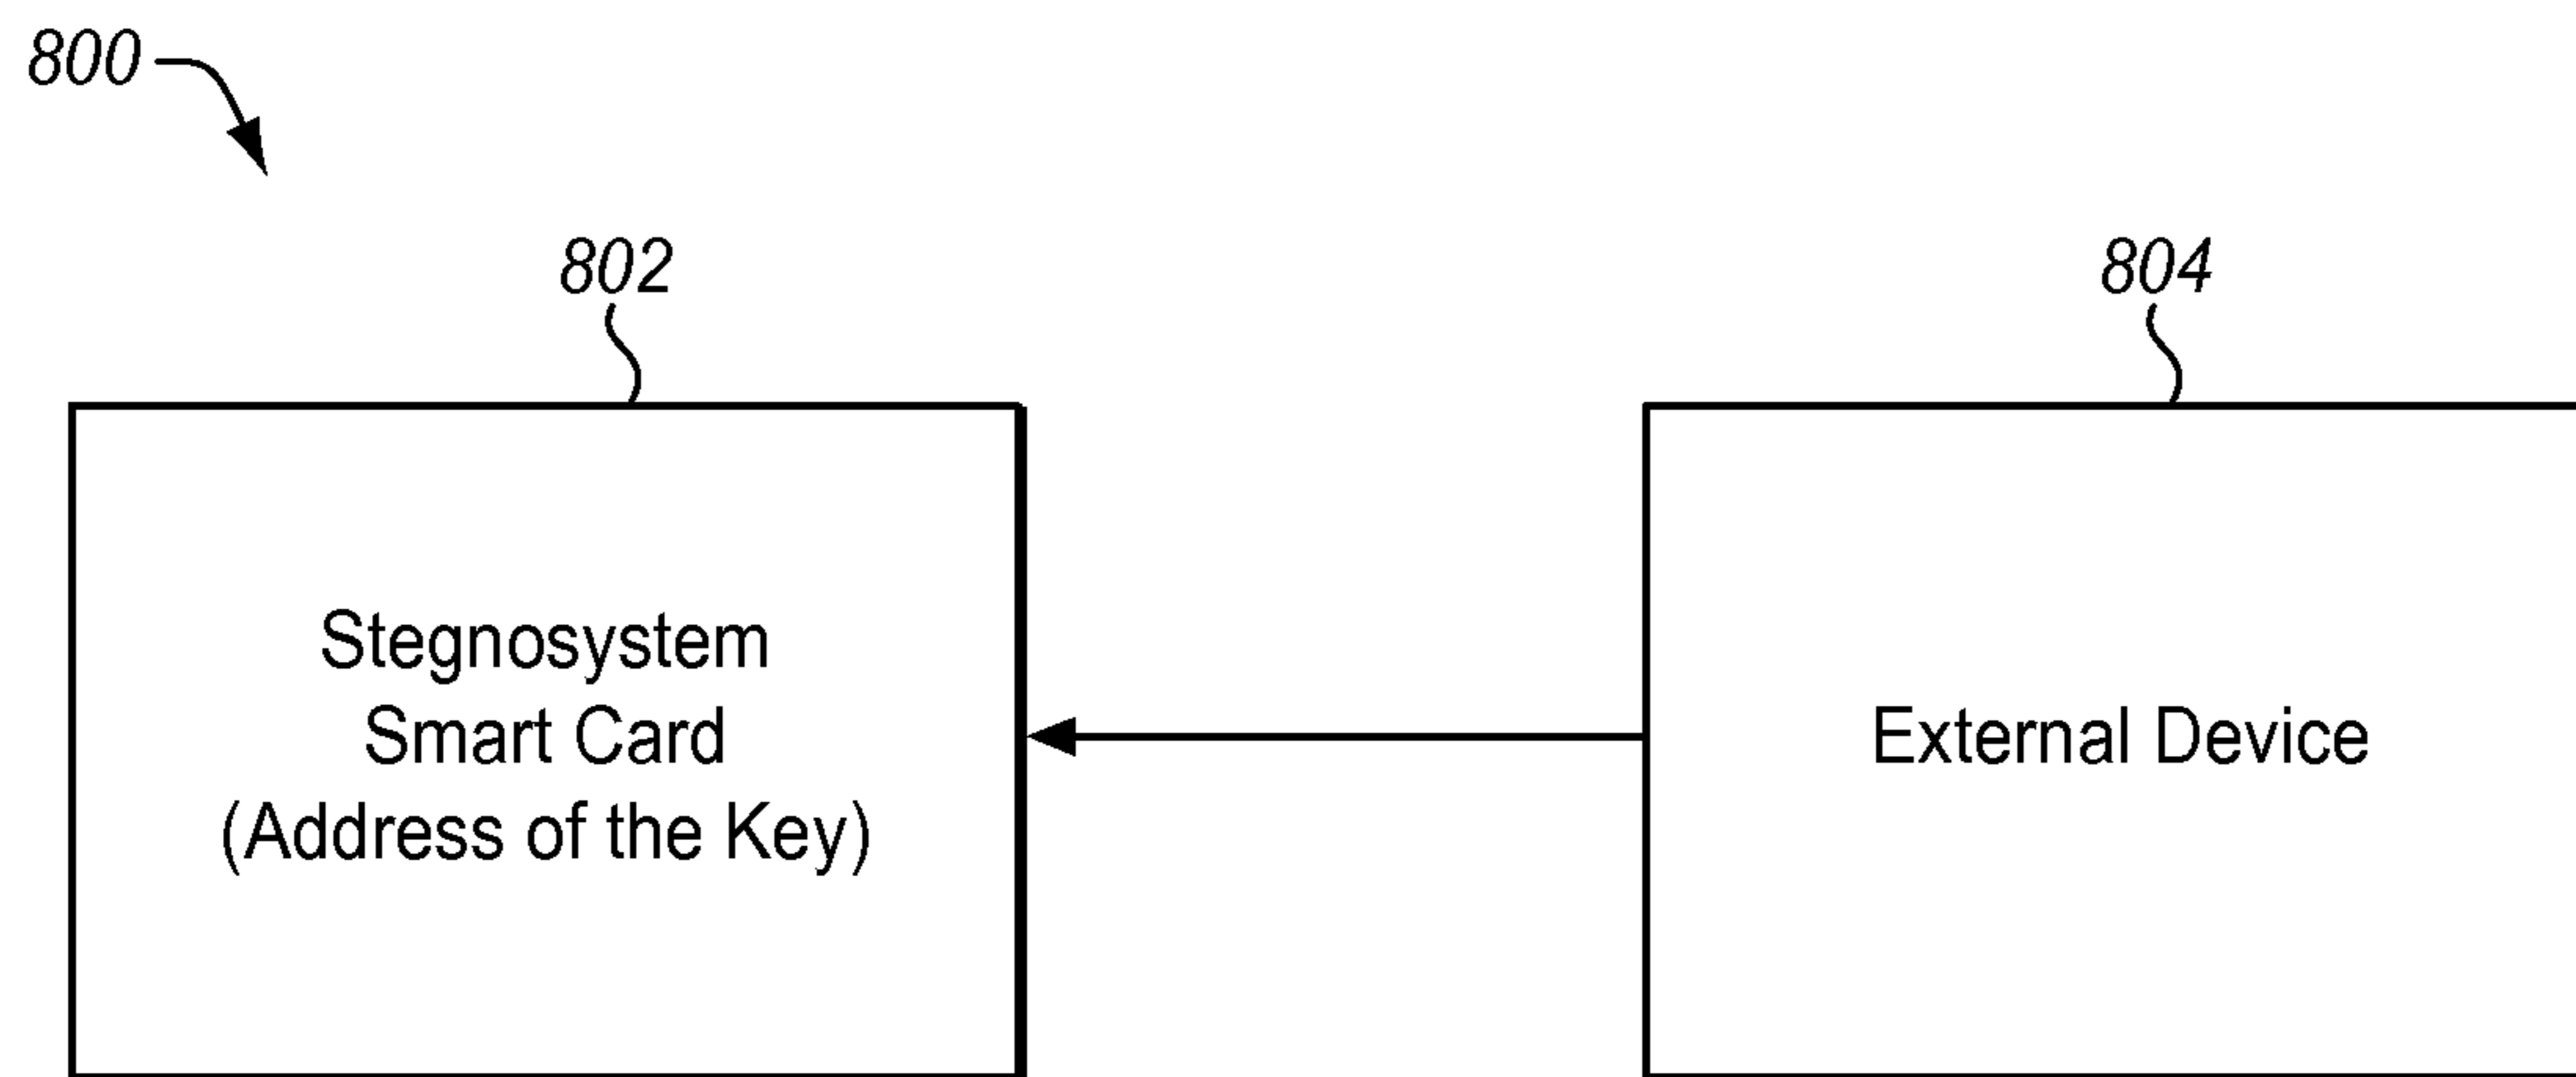 800
802
804
Stegnosystem
Smart Card
(Address of the Key)
External Device